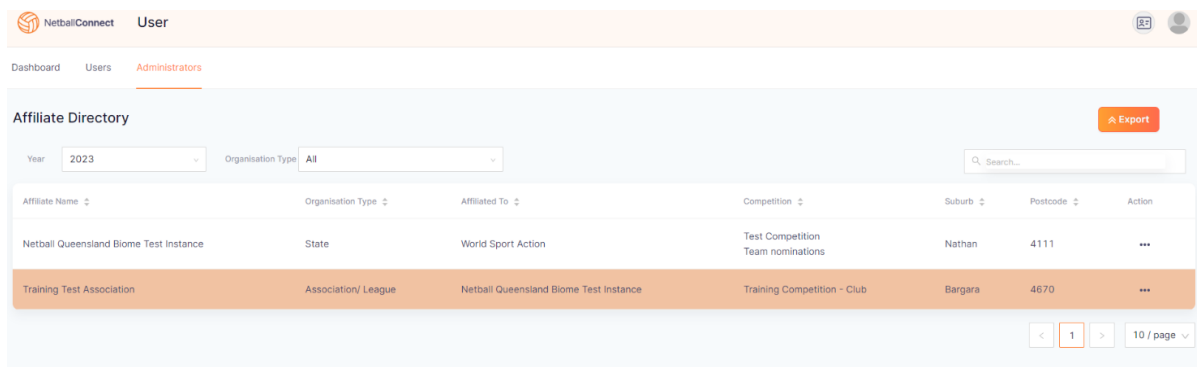 NetballConnect User
Dashboard Users Administrators
Affiliate Directory
Export
Year 2023 Organisation Type All
Search...
Affiliate Name Organisation Type Affiliated To Competition Suburb Postcode Action
Netball Queensland Biome Test Instance State World Sport Action Test Competition Nathan 4111
Team nominations
Training Test Association Association/ League Netball Queensland Biome Test Instance Training Competition - Club Bargara 4670
< 1 > 10 / page